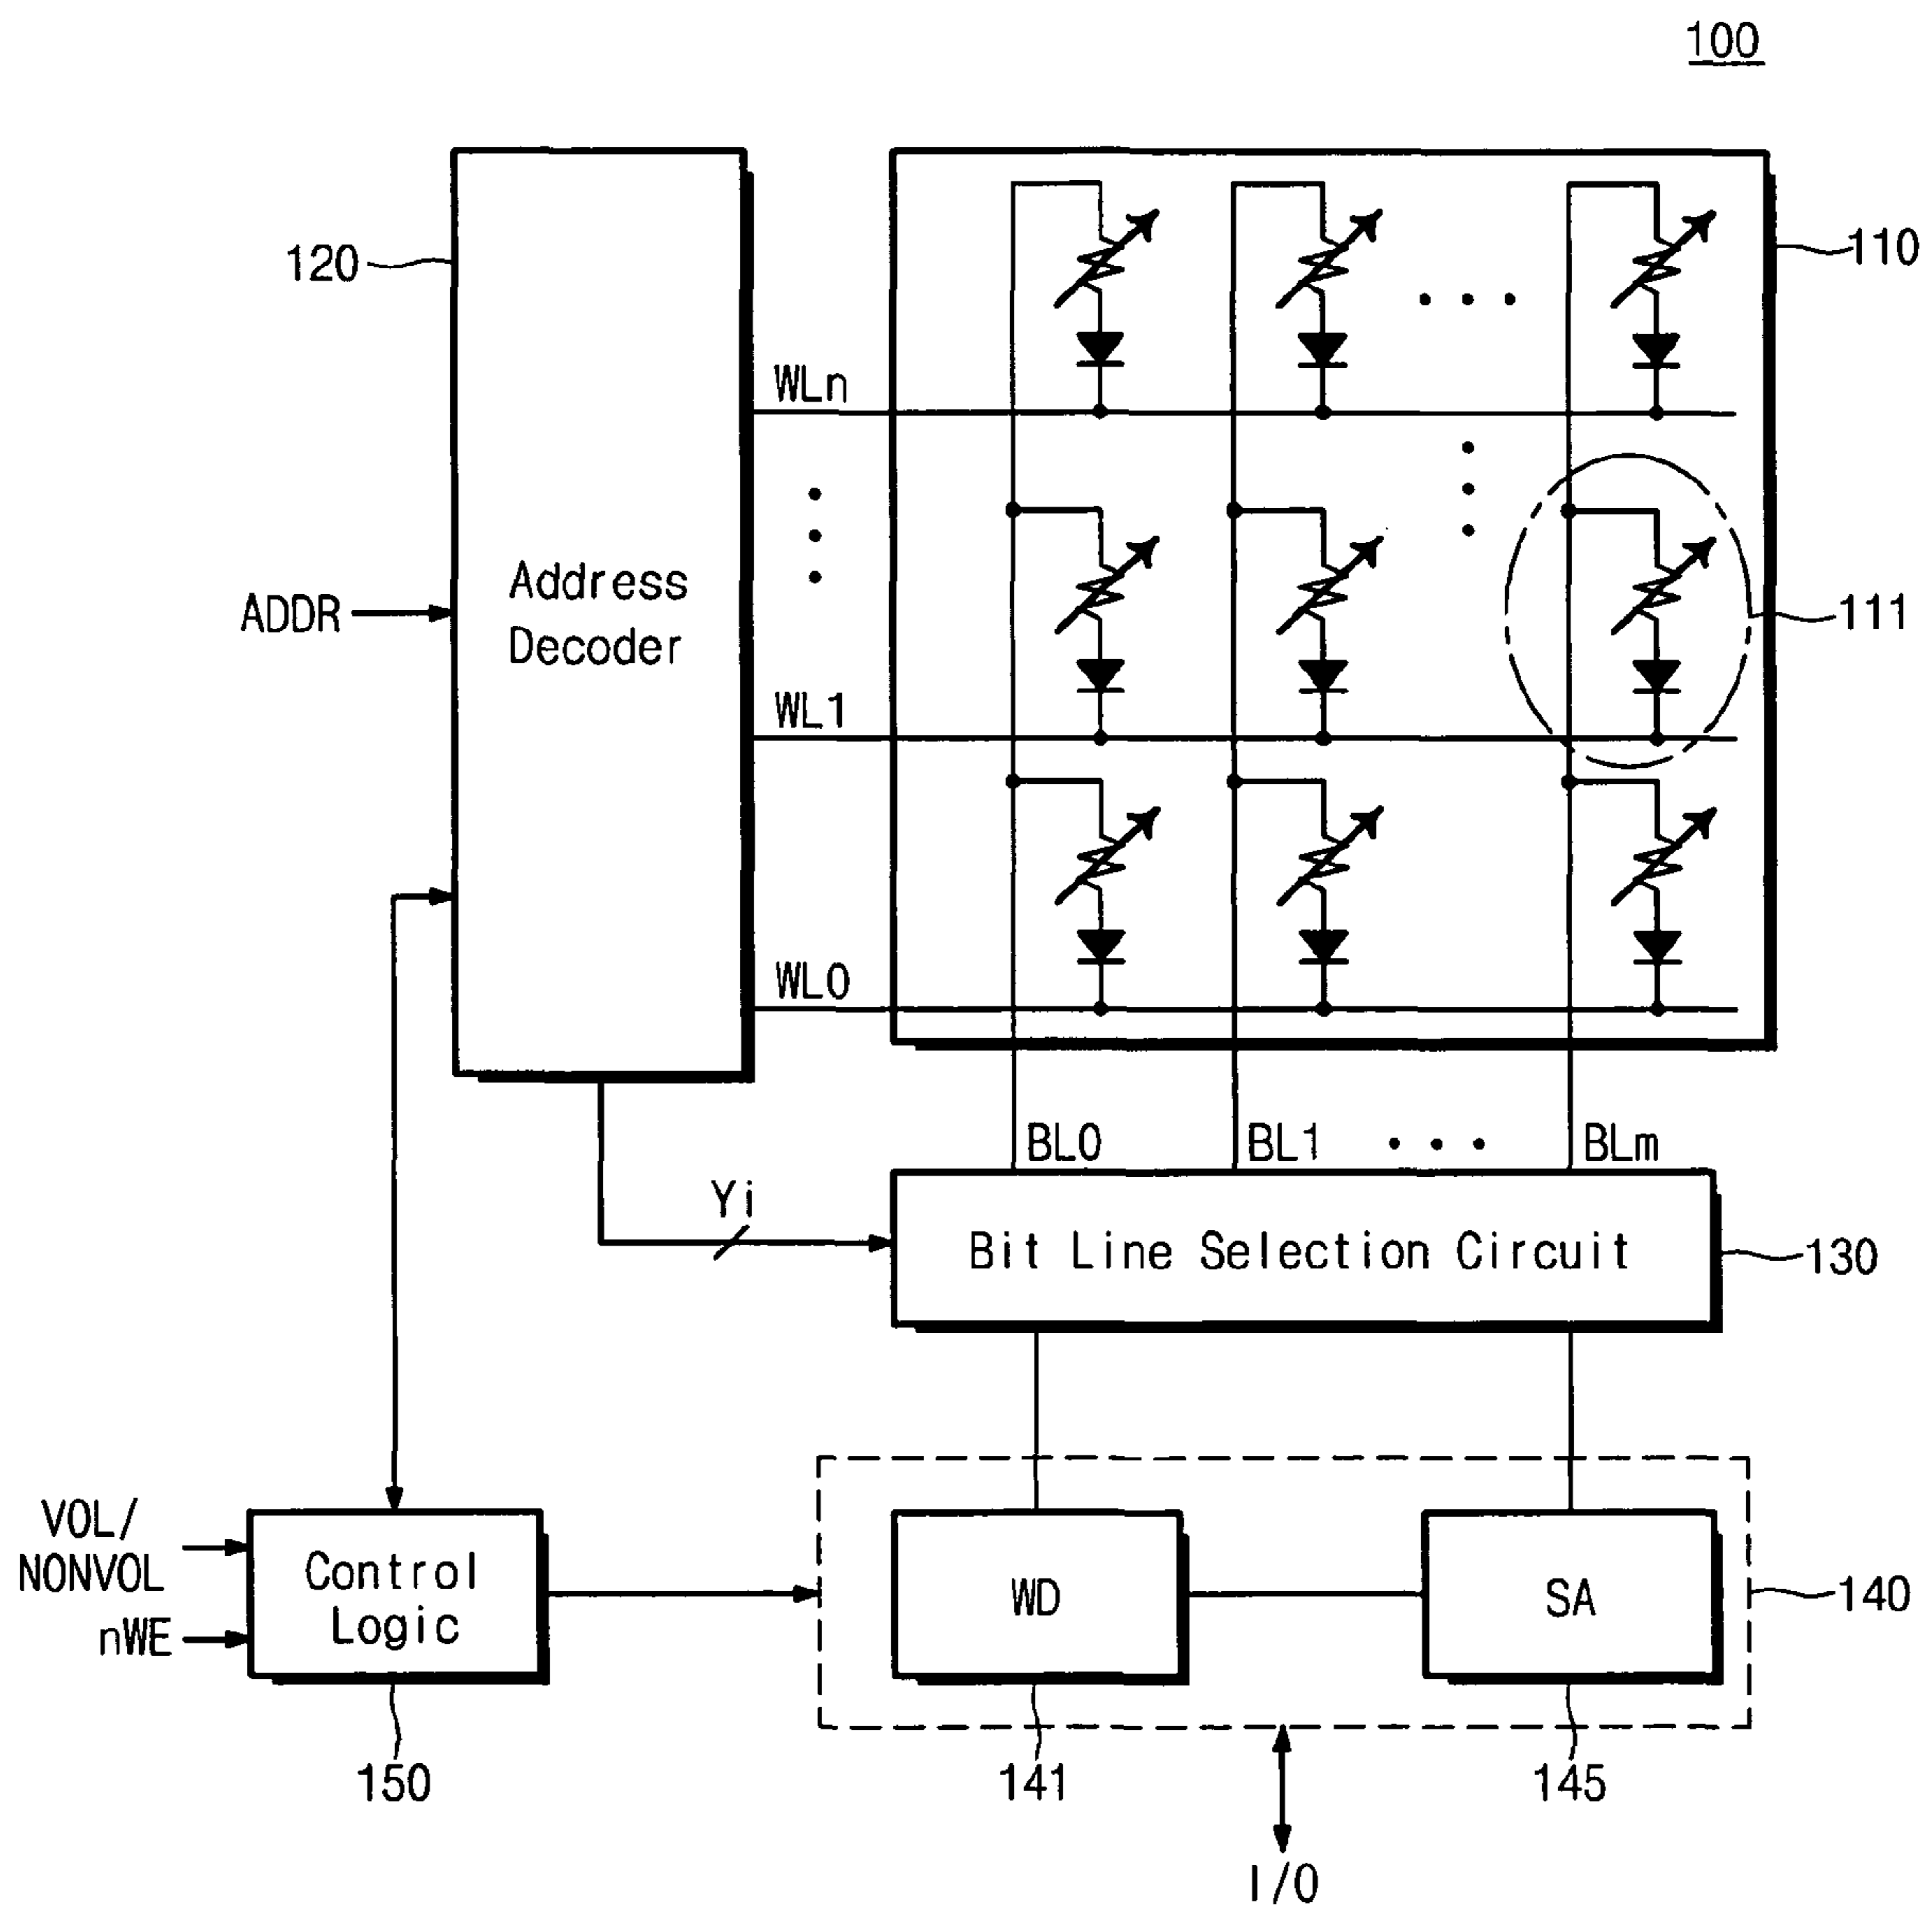 100
120
110
WLn
Address
Decoder
ADDR
111
WL1
WL0
BL0
BL1
BLm
Yi
Bit Line Selection Circuit
130
VOL/
NONVOL
nWE
Control
Logic
WD
SA
140
150
141
145
I/O